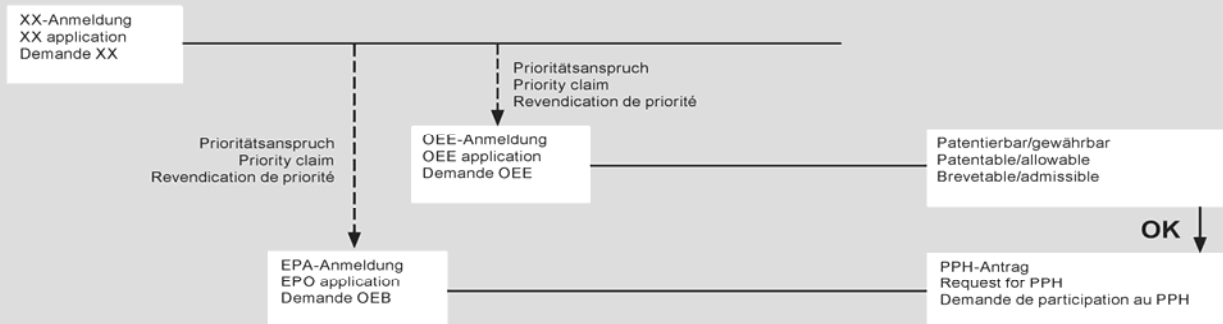 XX-Anmeldung
XX application
Demande XX
Prioritätsanspruch
Priority claim
Revendication de priorité
Prioritätsanspruch
Priority claim
Revendication de priorité
OEE-Anmeldung
OEE application
Demande OEE
Patentierbar/gewährbar
Patentable/allowable
Brevetable/admissible
OK
EPA-Anmeldung
EPO application
Demande OEB
PPH-Antrag
Request for PPH
Demande de participation au PPH